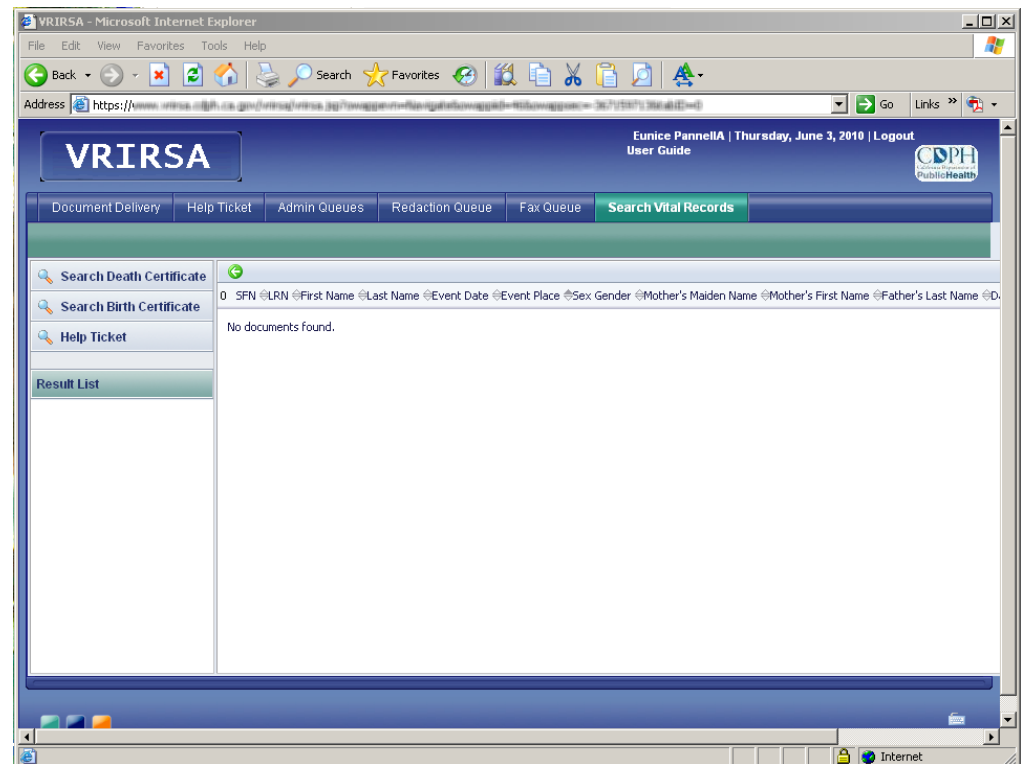 VRIRSA - Microsoft Internet Explorer
File Edit View Favorites Tools Help
Back Search Favorites
Address https:// Go Links »
Eunice PannellA | Thursday, June 3, 2010 | Logout
User Guide
VRIRSA
CDPH
PublicHealth
Document Delivery Help Ticket Admin Queues Redaction Queue Fax Queue Search Vital Records
Search Death Certificate
Search Birth Certificate
Help Ticket
Result List
0 SFN LRN First Name Last Name Event Date Event Place Sex Gender Mother's Maiden Name Mother's First Name Father's Last Name D
No documents found.
Internet